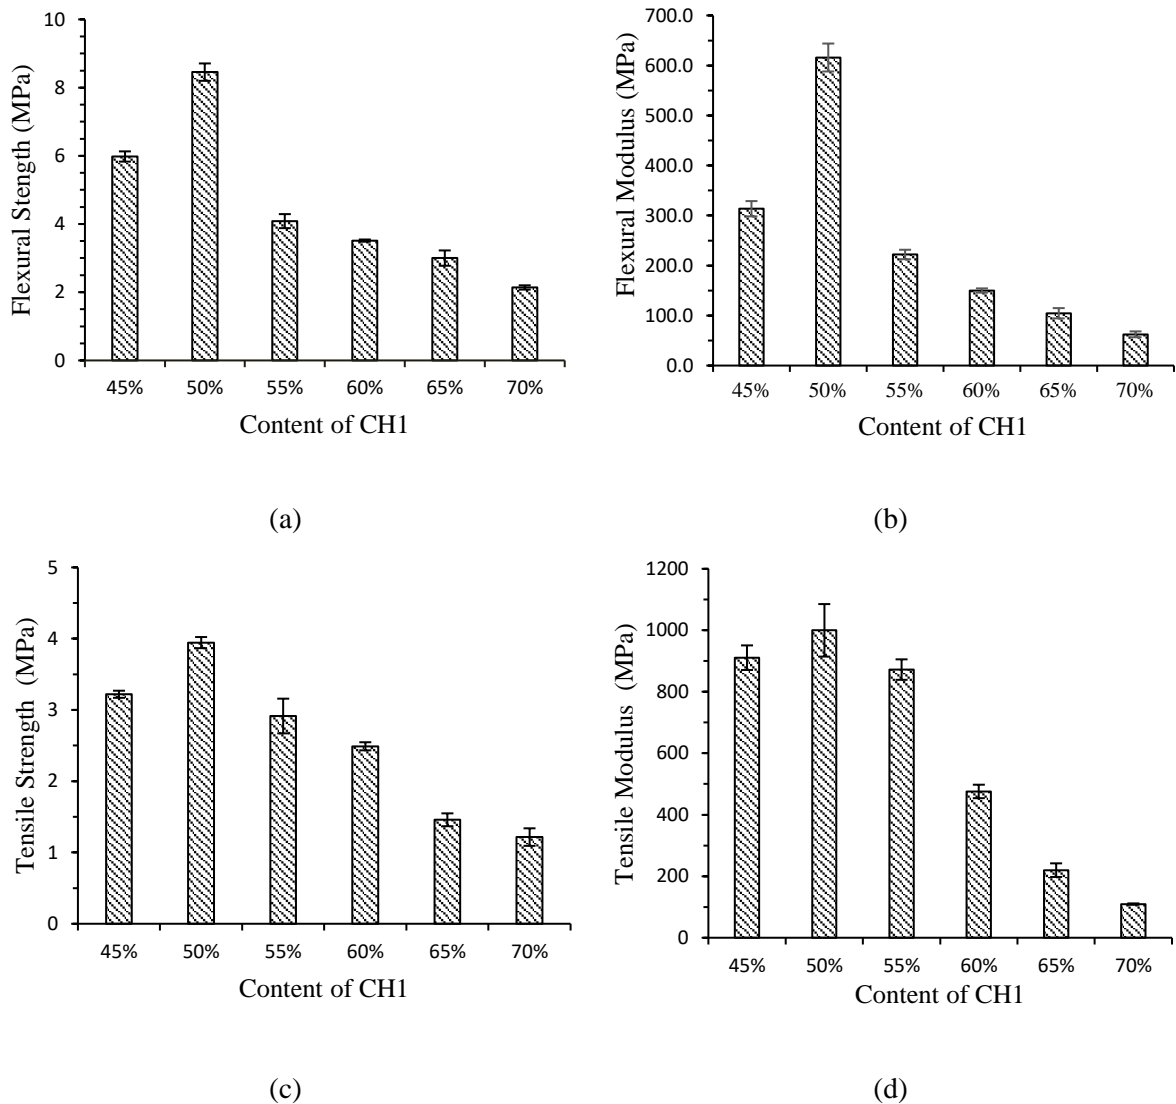 10
8
6
4
2
0
Flexural Stength (MPa)
45% 50% 55% 60% 65% 70%
Content of CH1
(a)
700.0
600.0
500.0
400.0
300.0
200.0
100.0
0.0
Flexural Modulus (MPa)
45% 50% 55% 60% 65% 70%
Content of CH1
(b)
5
4
3
2
1
0
Tensile Strength (MPa)
45% 50% 55% 60% 65% 70%
Content of CH1
(c)
1200
1000
800
600
400
200
0
Tensile Modulus (MPa)
45% 50% 55% 60% 65% 70%
Content of CH1
(d)